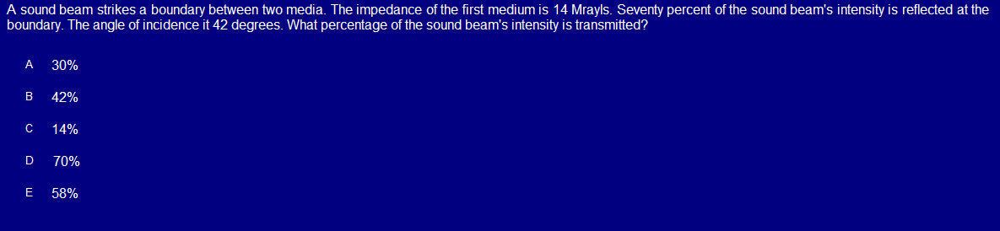 A sound beam strikes a boundary between two media. The impedance of the first medium is 14 Mrayls. Seventy percent of the sound beam's intensity is reflected at the
boundary. The angle of incidence it 42 degrees. What percentage of the sound beam's intensity is transmitted?
A 30%
B 42%
C 14%
D 70%
E 58%